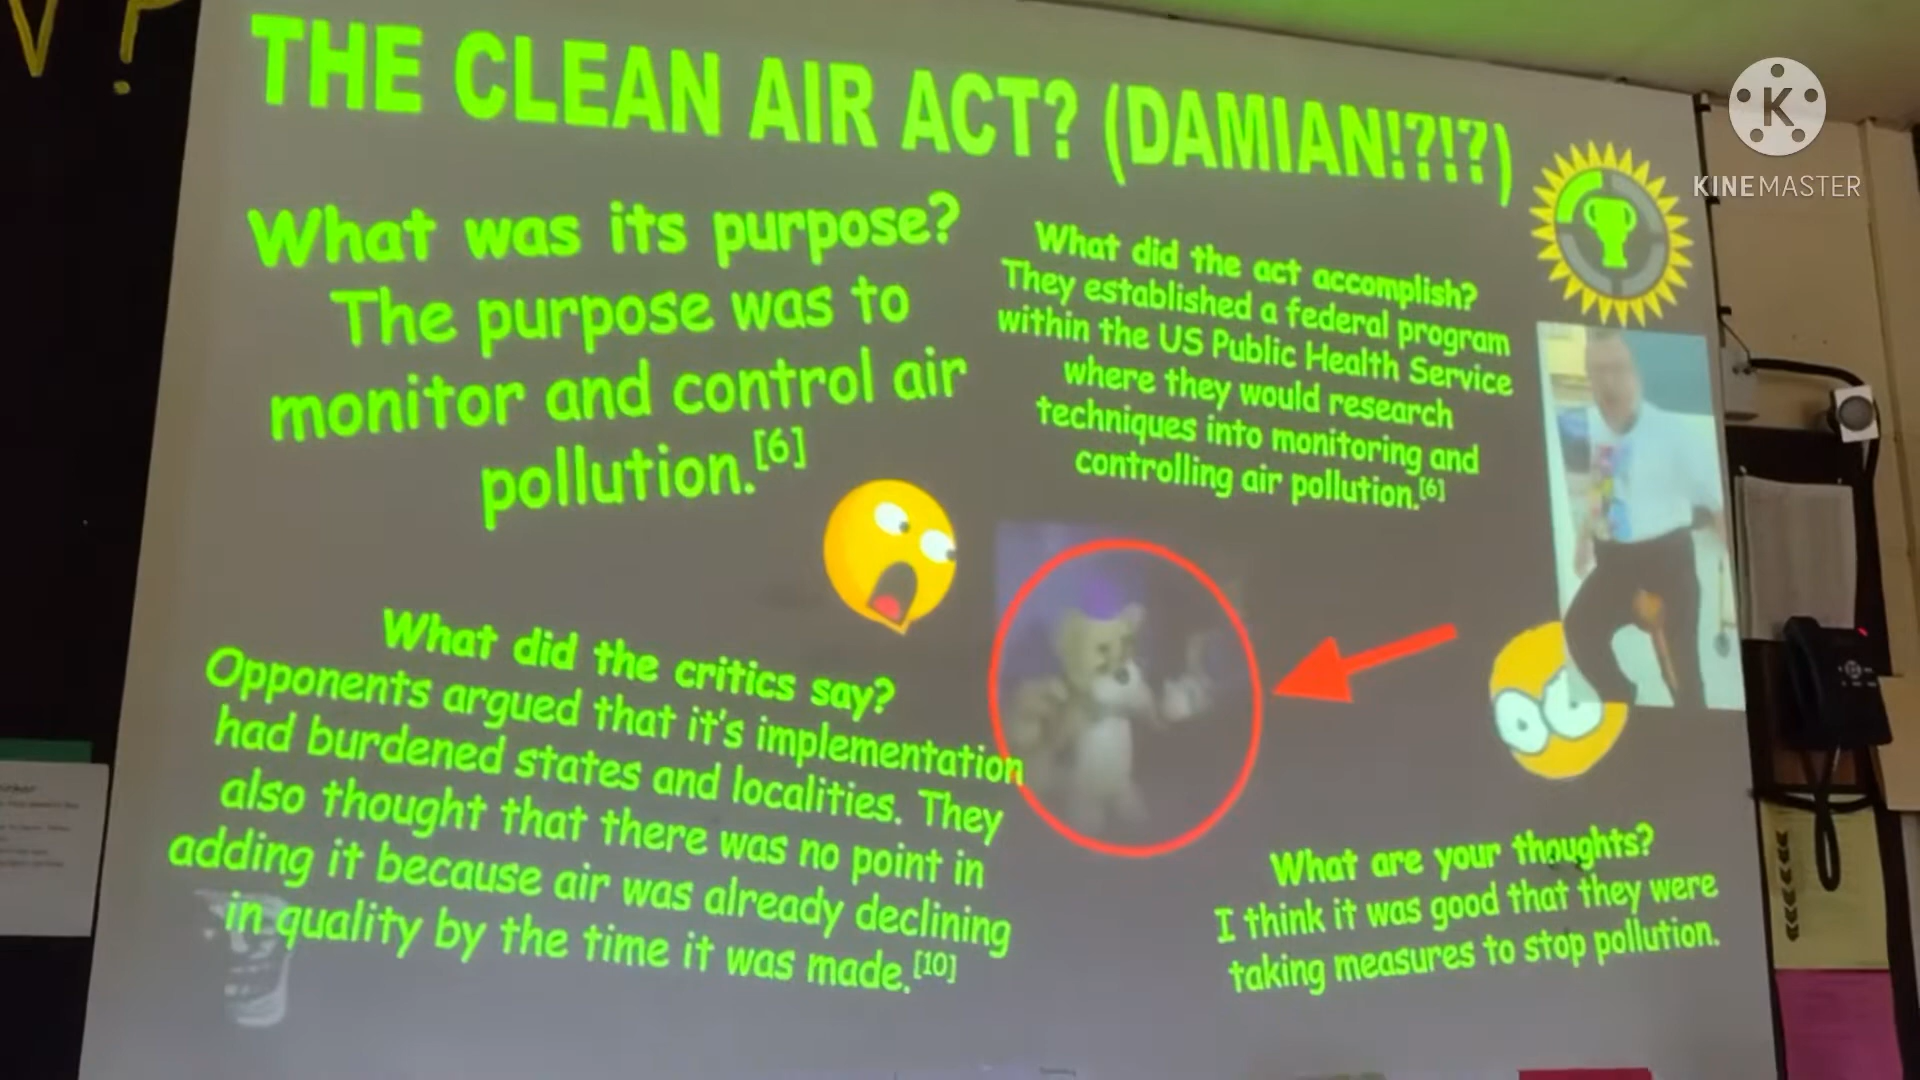 THE CLEAN AIR ACT? (DAMIAN!?!?)
KINEMASTER
What was its purpose?
The purpose was to
monitor and control air
pollution.[6]
What did the act accomplish?
They established a federal program
within the US Public Health Service
where they would research
techniques into monitoring and
controlling air pollution.[6]
What did the critics say?
Opponents argued that it's implementation
had burdened states and localities. They
also thought that there was no point in
adding it because air was already declining
in quality by the time it was made.[10]
What are your thoughts?
I think it was good that they were
taking measures to stop pollution.